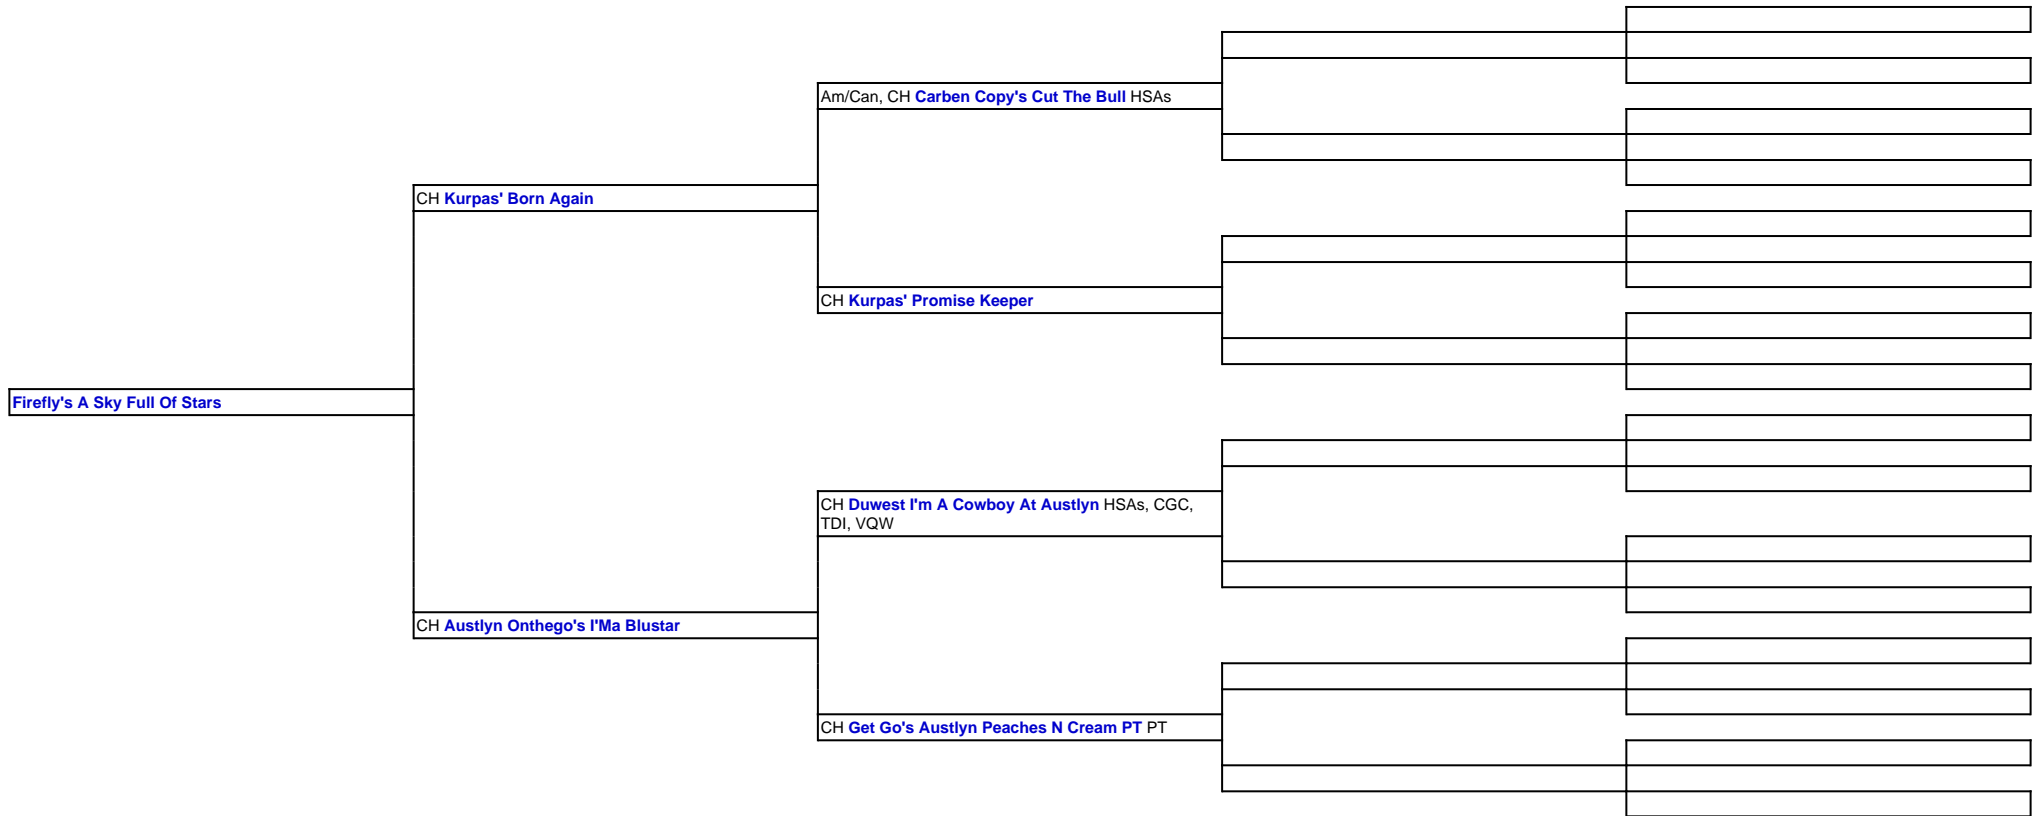 Am/Can, CH Carben Copy's Cut The Bull HSAs
CH Kurpas' Born Again
CH Kurpas' Promise Keeper
Firefly's A Sky Full Of Stars
CH Duwest I'm A Cowboy At Austlyn HSAs, CGC,
TDI, VQW
CH Austlyn Onthego's I'Ma Blustar
CH Get Go's Austlyn Peaches N Cream PT PT